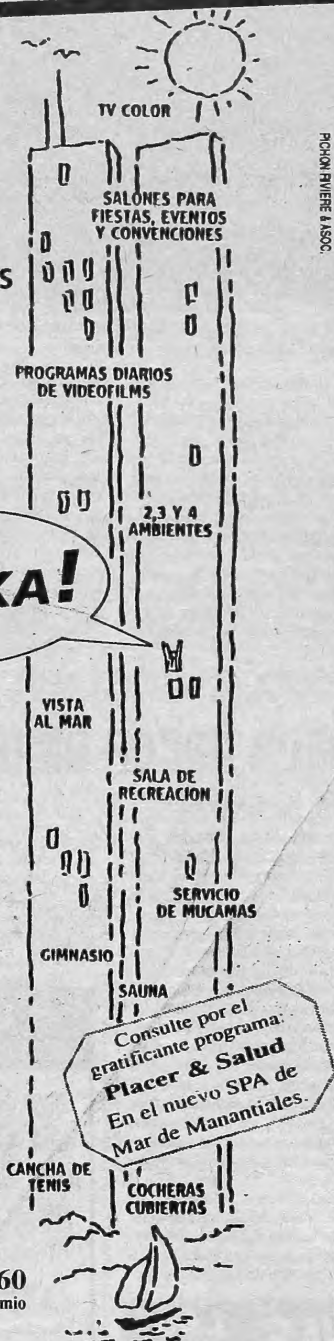 TV COLOR
PICHON RIVIERE & ASOC.
SALONES PARA
FIESTAS, EVENTOS
Y CONVENCIONES
S
PROGRAMAS DIARIOS
DE VIDEOFILMS
2,3 Y 4
AMBIENTES
KA!
VISTA
AL MAR
SALA DE
RECREACION
SERVICIO
DE MUCAMAS
GIMNASIO
SAUNA
Consulte por el
gratificante programa:
Placer & Salud
En el nuevo SPA de
Mar de Manantiales.
CANCHA DE
TENIS
COCHERAS
CUBIERTAS
60
mio